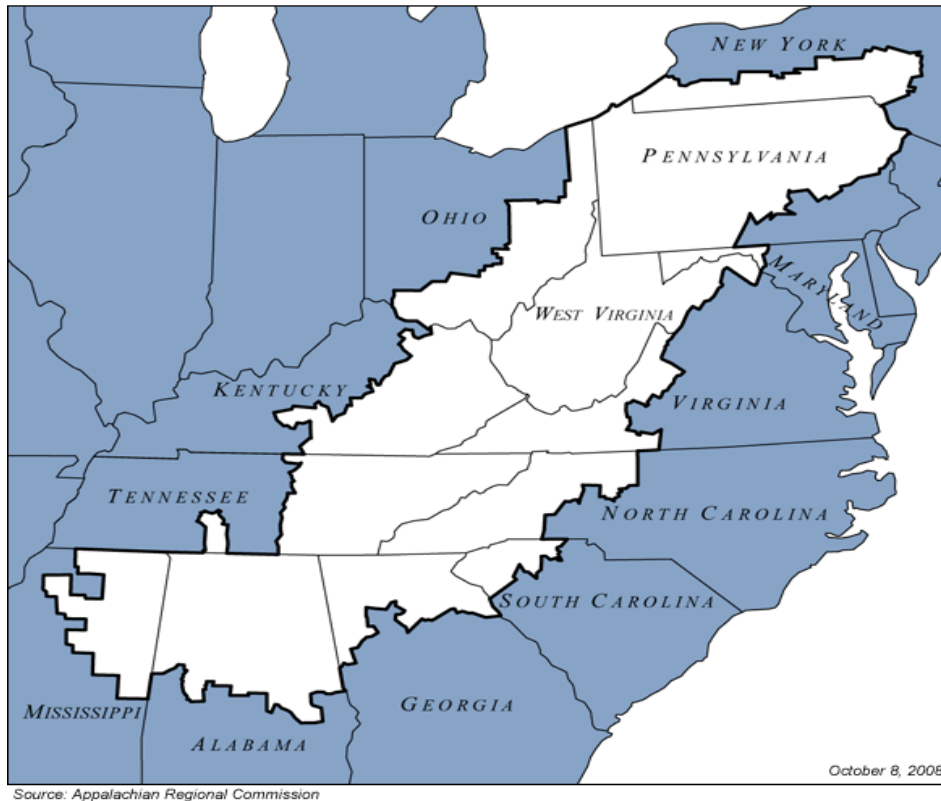 NEW YORK
PENNSYLVANIA
OHIO
MARYLAND
WEST VIRGINIA
KENTUCKY
VIRGINIA
TENNESSEE
NORTH CAROLINA
SOUTH CAROLINA
MISSISSIPPI
GEORGIA
ALABAMA
October 8, 2008
Source: Appalachian Regional Commission